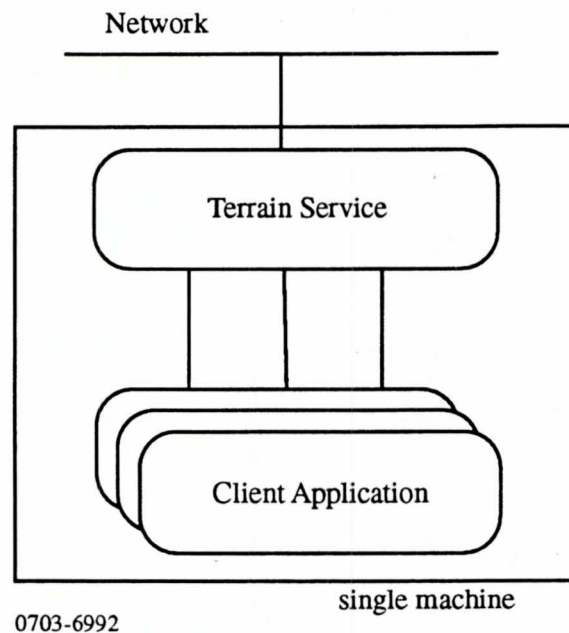 Network
Terrain Service
Client Application
single machine
0703-6992